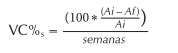 VC%s = (100* (Ai – Af) / Ai) / semanas